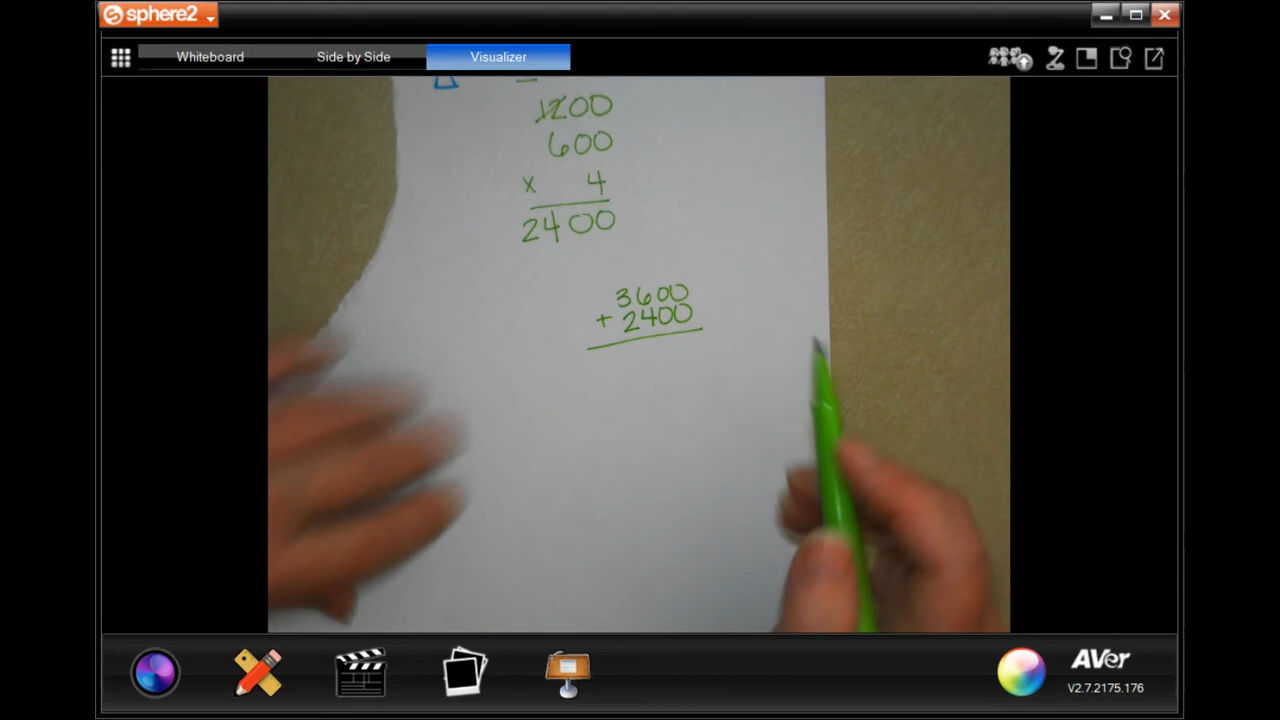 sphere2
Whiteboard Side by Side Visualizer
1200
600
x 4
2400
3600
+ 2400
AVer
V2.7.2175.176